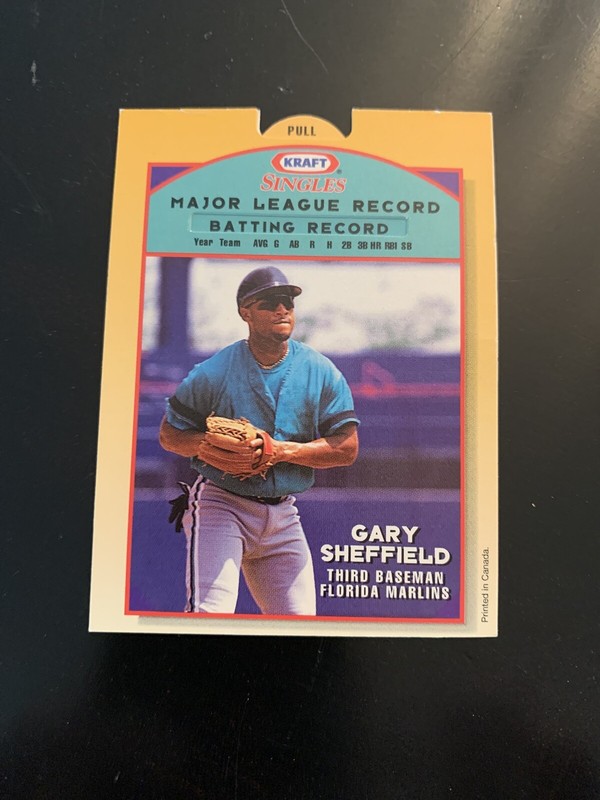 PULL
KRAFT
SINGLES
MAJOR LEAGUE RECORD
BATTING RECORD
Year Team AVG G AB R H 2B 3B HR RBI SB
GARY
SHEFFIELD
THIRD BASEMAN
FLORIDA MARLINS
Printed in Canada.